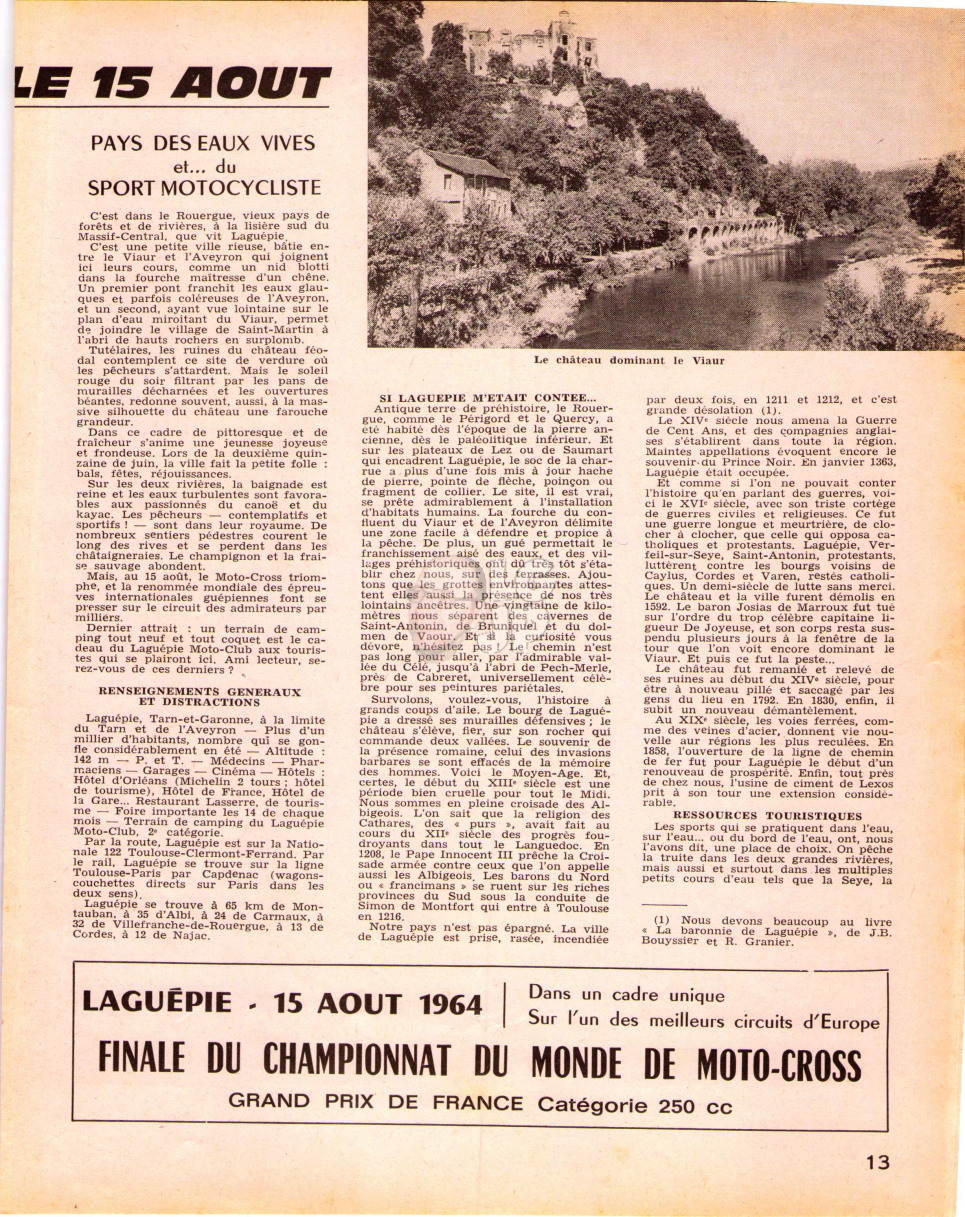 LE 15 AOUT
PAYS DES EAUX VIVES
et... du
SPORT MOTOCYCLISTE
C'est dans le Rouergue, vieux pays de
forêts et de rivières, à la lisière sud du
Massif-Central, que vit Laguépie.
C'est une petite ville rieuse, bâtie en-
tre le Viaur et l'Aveyron qui joignent
ici leurs cours, comme un nid blotti
dans la fourche maîtresse d'un chêne.
Un premier pont franchit les eaux glau-
ques et parfois coléreuses de l'Aveyron,
et un second, ayant vue lointaine sur le
plan d'eau miroitant du Viaur, permet
de joindre le village de Saint-Martin à
l'abri de hauts rochers en surplomb.
Tutélaires, les ruines du château féo-
dal contemplent ce site de verdure où
les pêcheurs s'attardent. Mais le soleil
rouge du soir filtrant par les pans de
murailles décharnées et les ouvertures
béantes, redonne souvent, aussi, à la mas-
sive silhouette du château une farouche
grandeur.
Dans ce cadre de pittoresque et de
fraîcheur s'anime une jeunesse joyeuse
et frondeuse. Lors de la deuxième quin-
zaine de juin, la ville fait la petite folle :
bals, fêtes, réjouissances.
Sur les deux rivières, la baignade est
reine et les eaux turbulentes sont favora-
bles aux passionnés du canoë et du
kayac. Les pêcheurs — contemplatifs et
sportifs ! — sont dans leur royaume. De
nombreux sentiers pédestres courent le
long des rives et se perdent dans les
châtaigneraies. Le champignon et la frai-
se sauvage abondent.
Mais, au 15 août, le Moto-Cross triom-
phe, et la renommée mondiale des épreu-
ves internationales guépiennes font se
presser sur le circuit des admirateurs par
milliers.
Dernier attrait : un terrain de cam-
ping tout neuf et tout coquet est le ca-
deau du Laguépie Moto-Club aux touris-
tes qui se plairont ici. Ami lecteur, se-
rez-vous de ces derniers ?
RENSEIGNEMENTS GENERAUX
ET DISTRACTIONS
Laguépie, Tarn-et-Garonne, à la limite
du Tarn et de l'Aveyron — Plus d'un
millier d'habitants, nombre qui se gon-
fle considérablement en été — Altitude :
142 m — P. et T. — Médecins — Phar-
maciens — Garages — Cinéma — Hôtels :
Hôtel d'Orléans (Michelin 2 tours ; hôtel
de tourisme), Hôtel de France, Hôtel de
la Gare... Restaurant Lasserre, de touris-
me — Foire importante les 14 de chaque
mois — Terrain de camping du Laguépie
Moto-Club, 2e catégorie.
Par la route, Laguépie est sur la Natio-
nale 122 Toulouse-Clermont-Ferrand. Par
le rail, Laguépie se trouve sur la ligne
Toulouse-Paris par Capdenac (wagons-
couchettes directs sur Paris dans les
deux sens).
Laguépie se trouve à 65 km de Mon-
tauban, à 35 d'Albi, à 24 de Carmaux, à
32 de Villefranche-de-Rouergue, à 13 de
Cordes, à 12 de Najac.
Le château dominant le Viaur
SI LAGUEPIE M'ETAIT CONTEE...
Antique terre de préhistoire, le Rouer-
gue, comme le Périgord et le Quercy, a
été habité dès l'époque de la pierre an-
cienne, dès le paléolitique inférieur. Et
sur les plateaux de Lez ou de Saumart
qui encadrent Laguépie, le soc de la char-
rue a plus d'une fois mis à jour hache
de pierre, pointe de flèche, poinçon ou
fragment de collier. Le site, il est vrai,
se prête admirablement à l'installation
d'habitats humains. La fourche du con-
fluent du Viaur et de l'Aveyron délimite
une zone facile à défendre et propice à
la pêche. De plus, un gué permettait le
franchissement aisé des eaux, et des vil-
lages préhistoriques ont dû très tôt s'éta-
blir chez nous, sur des terrasses. Ajou-
tons que les grottes environnantes attes-
tent elles aussi la présence de nos très
lointains ancêtres. Une vingtaine de kilo-
mètres nous séparent des cavernes de
Saint-Antonin, de Bruniquel et du dol-
men de Vaour. Et si la curiosité vous
dévore, n'hésitez pas ! Le chemin n'est
pas long pour aller, par l'admirable val-
lée du Célé, jusqu'à l'abri de Pech-Merle,
près de Cabreret, universellement célè-
bre pour ses peintures pariétales.
Survolons, voulez-vous, l'histoire à
grands coups d'aile. Le bourg de Lagué-
pie a dressé ses murailles défensives ; le
château s'élève, fier, sur son rocher qui
commande deux vallées. Le souvenir de
la présence romaine, celui des invasions
barbares se sont effacés de la mémoire
des hommes. Voici le Moyen-Age. Et,
certes, le début du XIIIe siècle est une
période bien cruelle pour tout le Midi.
Nous sommes en pleine croisade des Al-
bigeois. L'on sait que la religion des
Cathares, des « purs », avait fait au
cours du XIIe siècle des progrès fou-
droyants dans tout le Languedoc. En
1208, le Pape Innocent III prêche la Croi-
sade armée contre ceux que l'on appelle
aussi les Albigeois. Les barons du Nord
ou « francimans » se ruent sur les riches
provinces du Sud sous la conduite de
Simon de Montfort qui entre à Toulouse
en 1216.
Notre pays n'est pas épargné. La ville
de Laguépie est prise, rasée, incendiée
par deux fois, en 1211 et 1212, et c'est
grande désolation (1).
Le XIVe siécle nous amena la Guerre
de Cent Ans, et des compagnies anglai-
ses s'établirent dans toute la région.
Maintes appellations évoquent encore le
souvenir du Prince Noir. En janvier 1363,
Laguépie était occupée.
Et comme si l'on ne pouvait conter
l'histoire qu'en parlant des guerres, voi-
ci le XVIe siècle, avec son triste cortége
de guerres civiles et religieuses. Ce fut
une guerre longue et meurtrière, de clo-
cher à clocher, que celle qui opposa ca-
tholiques et protestants. Laguépie, Ver-
feil-sur-Seye, Saint-Antonin, protestants,
luttèrent contre les bourgs voisins de
Caylus, Cordes et Varen, réstés catholi-
ques. Un demi-siècle de lutte sans merci.
Le château et la ville furent démolis en
1592. Le baron Josias de Marroux fut tué
sur l'ordre du trop célèbre capitaine li-
gueur De Joyeuse, et son corps resta sus-
pendu plusieurs jours à la fenêtre de la
tour que l'on voit encore dominant le
Viaur. Et puis ce fut la peste...
Le château fut remanié et relevé de
ses ruines au début du XIVe siècle, pour
être à nouveau pillé et saccagé par les
gens du lieu en 1792. En 1830, enfin, il
subit un nouveau démantèlement.
Au XIXe siècle, les voies ferrées, com-
me des veines d'acier, donnent vie nou-
velle aur régions les plus reculées. En
1858, l'ouverture de la ligne de chemin
de fer fut pour Laguépie le début d'un
renouveau de prospérité. Enfin, tout près
de chez nous, l'usine de ciment de Lexos
prit à son tour une extension considé-
rable.
RESSOURCES TOURISTIQUES
Les sports qui se pratiquent dans l'eau,
sur l'eau... ou du bord de l'eau, ont, nous
l'avons dit, une place de choix. On pêche
la truite dans les deux grandes rivières,
mais aussi et surtout dans les multiples
petits cours d'eau tels que la Seye, la
(1) Nous devons beaucoup au livre
« La baronnie de Laguépie », de J.B.
Bouyssier et R. Granier.
LAGUÉPIE - 15 AOUT 1964
Dans un cadre unique
Sur l'un des meilleurs circuits d'Europe
FINALE DU CHAMPIONNAT DU MONDE DE MOTO-CROSS
GRAND PRIX DE FRANCE Catégorie 250 cc
13